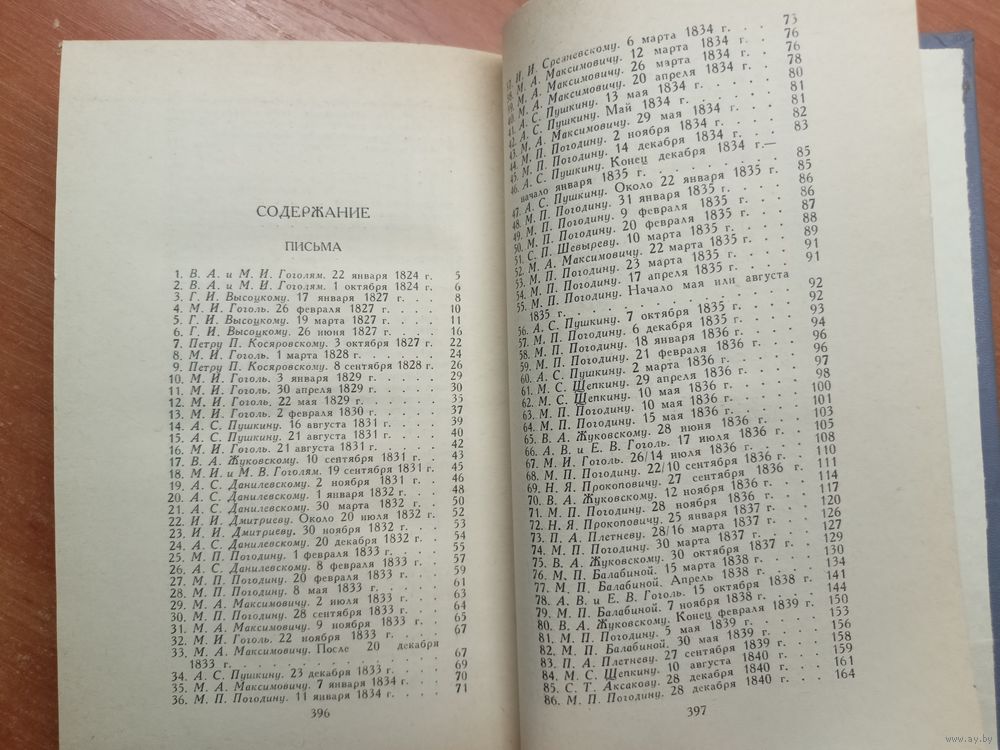 СОДЕРЖАНИЕ
ПИСЬМА
1. В. А. и М. И. Гоголям. 22 января 1824 г. 5
2. В. А. и М. И. Гоголям. 1 октября 1824 г. 6
3. Г. И. Высоцкому. 17 января 1827 г. . . 8
4. М. И. Гоголь. 26 февраля 1827 г. . . . 10
5. Г. И. Высоцкому. 19 марта 1827 г. . . . 11
6. Г. И. Высоцкому. 26 июня 1827 г. . . . 16
7. Петру П. Косяровскому. 3 октября 1827 г. 22
8. М. И. Гоголь. 1 марта 1828 г. . . . . 24
9. Петру П. Косяровскому. 8 сентября 1828 г. 26
10. М. И. Гоголь. 3 января 1829 г. . . . . 29
11. М. И. Гоголь. 30 апреля 1829 г. . . . . 30
12. М. И. Гоголь. 22 мая 1829 г. . . . . . 35
13. М. И. Гоголь. 2 февраля 1830 г. . . . . 37
14. А. С. Пушкину. 16 августа 1831 г. . . . 39
15. А. С. Пушкину. 21 августа 1831 г. . . . 40
16. М. И. Гоголь. 21 августа 1831 г. . . . . 42
17. В. А. Жуковскому. 10 сентября 1831 г. . . 43
18. М. И. и М. В. Гоголям. 19 сентября 1831 г. 45
19. А. С. Данилевскому. 2 ноября 1831 г. . . 46
20. А. С. Данилевскому. 1 января 1832 г. . . 48
21. А. С. Данилевскому. 30 марта 1832 г. . . 50
22. И. И. Дмитриеву. Около 20 июля 1832 г. . 52
23. И. И. Дмитриеву. 30 ноября 1832 г. . . . 53
24. А. С. Данилевскому. 20 декабря 1832 г. . 54
25. М. П. Погодину. 1 февраля 1833 г. . . . 55
26. А. С. Данилевскому. 8 февраля 1833 г. . . 57
27. М. П. Погодину. 20 февраля 1833 г. . . . 59
28. М. П. Погодину. 8 мая 1833 г. . . . . 61
29. М. А. Максимовичу. 2 июля 1833 г. . . . 63
30. М. П. Погодину. 28 сентября 1833 г. . . . 64
31. М. А. Максимовичу. 9 ноября 1833 г. . . 65
32. М. И. Гоголь. 22 ноября 1833 г. . . . . 67
33. М. А. Максимовичу. После 20 декабря
1833 г. . . . . . . . . . . . 67
34. А. С. Пушкину. 23 декабря 1833 г. . . . 69
35. М. А. Максимовичу. 7 января 1834 г. . . 70
36. М. П. Погодину. 11 января 1834 г. . . . 71
396
37. И. И. Срезневскому. 6 марта 1834 г. . . 73
38. М. А. Максимовичу. 12 марта 1834 г. . . 76
39. М. А. Максимовичу. 26 марта 1834 г. . . 76
40. М. А. Максимовичу. 20 апреля 1834 г. . . 78
41. А. С. Пушкину. 13 мая 1834 г. . . . . 80
42. А. С. Пушкину. Май 1834 г. . . . . . 81
43. М. А. Максимовичу. 29 мая 1834 г. . . . 81
44. М. П. Погодину. 2 ноября 1834 г. . . . 82
45. М. П. Погодину. 14 декабря 1834 г. . . . 83
46. А. С. Пушкину. Конец декабря 1834 г.—
начало января 1835 г. . . . . . . . 85
47. А. С. Пушкину. Около 22 января 1835 г. . 85
48. М. П. Погодину. 31 января 1835 г. . . . 86
49. М. П. Погодину. 9 февраля 1835 г. . . . 86
50. М. П. Погодину. 20 февраля 1835 г. . . . 87
51. С. П. Шевыреву. 10 марта 1835 г. . . . 88
52. М. А. Максимовичу. 22 марта 1835 г. . . 89
53. М. П. Погодину. 23 марта 1835 г. . . . 91
54. М. П. Погодину. 17 апреля 1835 г.
55. М. П. Погодину. Начало мая или августа
1835 г. . . . . . . . . . . . 92
56. А. С. Пушкину. 7 октября 1835 г. . . . 92
57. М. П. Погодину. 6 декабря 1835 г. . . . 94
58. М. П. Погодину. 18 января 1836 г. . . . 96
59. М. П. Погодину. 21 февраля 1836 г. . . . 96
60. А. С. Пушкину. 2 марта 1836 г. . . . . 97
61. М. С. Щепкину. 29 апреля 1836 г. . . . 98
62. М. С. Щепкину. 10 мая 1836 г. . . . . 100
63. М. П. Погодину. 10 мая 1836 г. . . . . 101
64. М. П. Погодину. 15 мая 1836 г. . . . . 103
65. В. А. Жуковскому. 28 июня 1836 г. . . . 105
66. А. В. и Е. В. Гоголь. 17 июля 1836 г. . . 108
67. М. И. Гоголь. 26/14 июля 1836 г. . . . 111
68. М. П. Погодину. 22/10 сентября 1836 г. . . 114
69. Н. Я. Прокоповичу. 27 сентября 1836 г. . . 117
70. В. А. Жуковскому. 12 ноября 1836 г. . . 120
71. М. П. Погодину. 28 ноября 1836 г. . . . 126
72. Н. Я. Прокоповичу. 25 января 1837 г. . . 127
73. П. А. Плетневу. 28/16 марта 1837 г. . . . 129
74. М. П. Погодину. 30 марта 1837 г. . . . 130
75. В. А. Жуковскому. 30 октября 1837 г. . . 134
76. М. П. Балабиной. 15 марта 1838 г. . . . 141
77. М. П. Балабиной. Апрель 1838 г. . . . . 144
78. А. В. и Е. В. Гоголь. 15 октября 1838 г. . 150
79. М. П. Балабиной. 7 ноября 1838 г. . . . 153
80. В. А. Жуковскому. Конец февраля 1839 г. .
81. М. П. Погодину. 5 мая 1839 г. . . . . 156
82. М. П. Балабиной. 30 мая 1839 г. . . . . 158
83. П. А. Плетневу. 27 сентября 1839 г. . . . 159
84. М. С. Щепкину. 10 августа 1840 г. . . . 161
85. С. Т. Аксакову. 28 декабря 1840 г. . . . 164
86. М. П. Погодину. 28 декабря 1840 г. . . .
397
www.ay.by